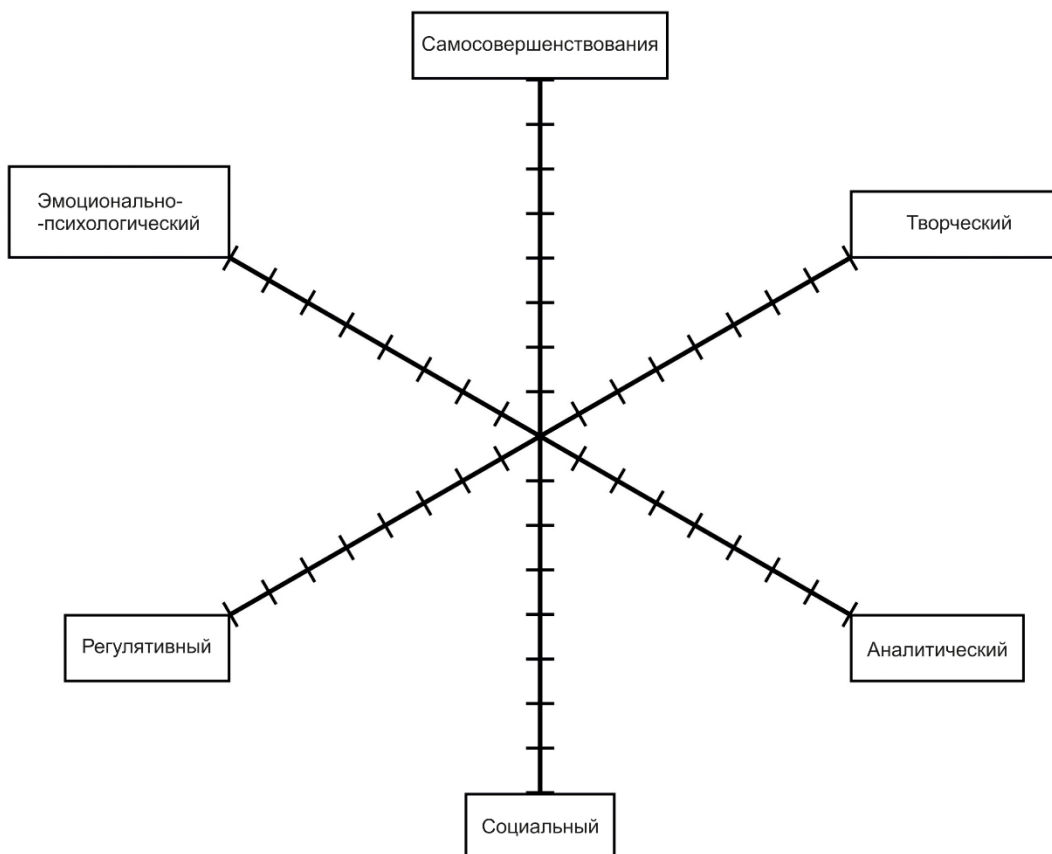 Самосовершенствования
Эмоционально-
-психологический
Творческий
Регулятивный
Аналитический
Социальный